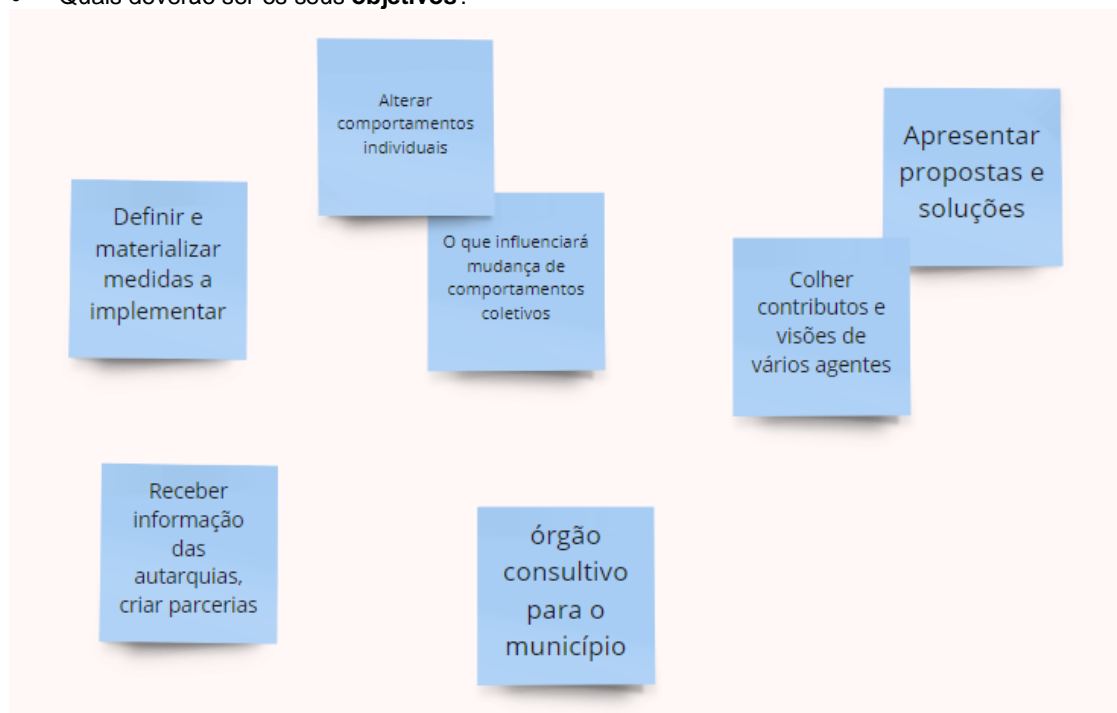 • Quais deverão ser os seus objetivos?
Alterar
comportamentos
individuais
Apresentar
propostas e
soluções
Definir e
materializar
medidas a
implementar
O que influenciará
mudança de
comportamentos
coletivos
Colher
contributos e
visões de
vários agentes
Receber
informação
das
autarquias,
criar parcerias
órgão
consultivo
para o
município